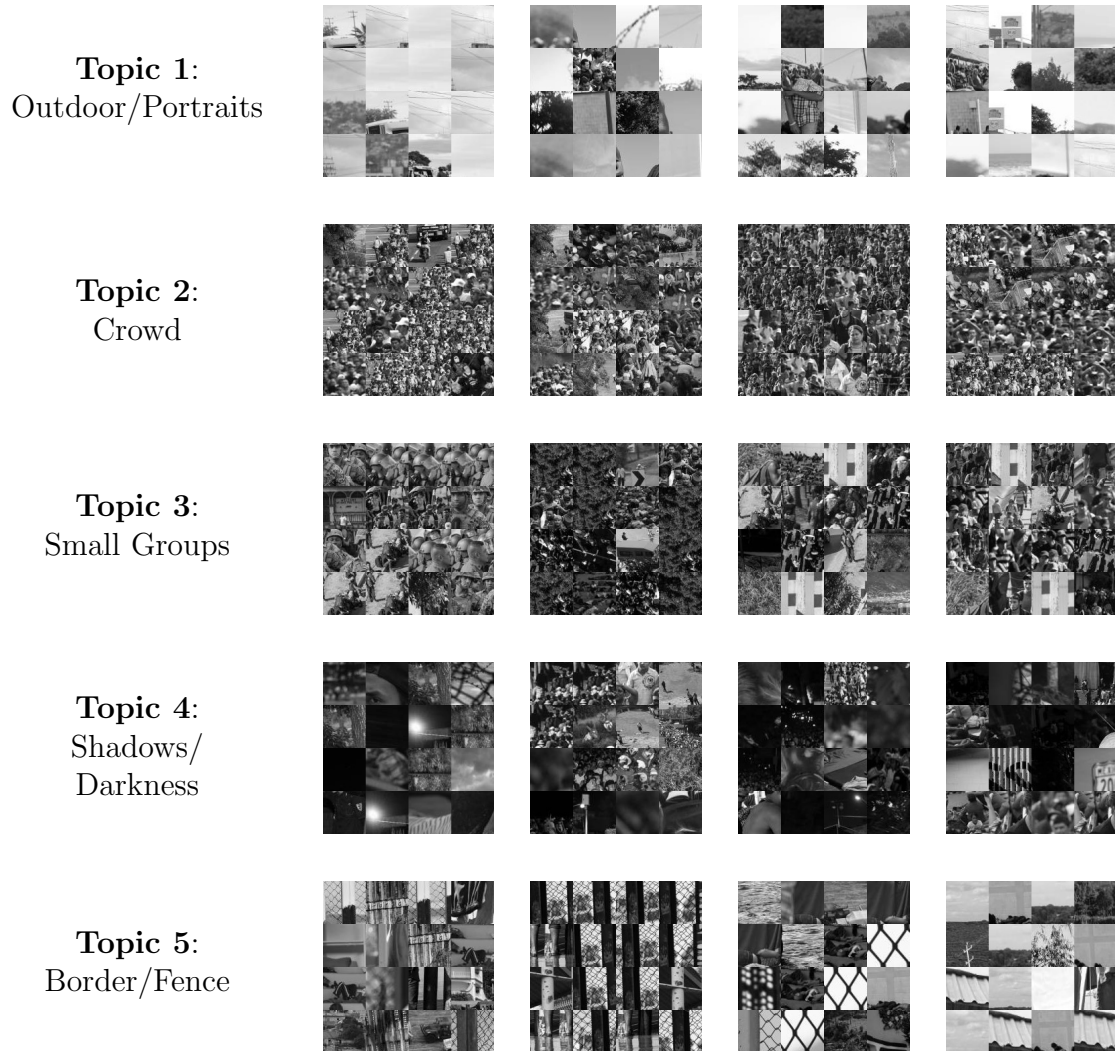 Topic 1:
Outdoor/Portraits
Topic 2:
Crowd
Topic 3:
Small Groups
Topic 4:
Shadows/
Darkness
Topic 5:
Border/Fence